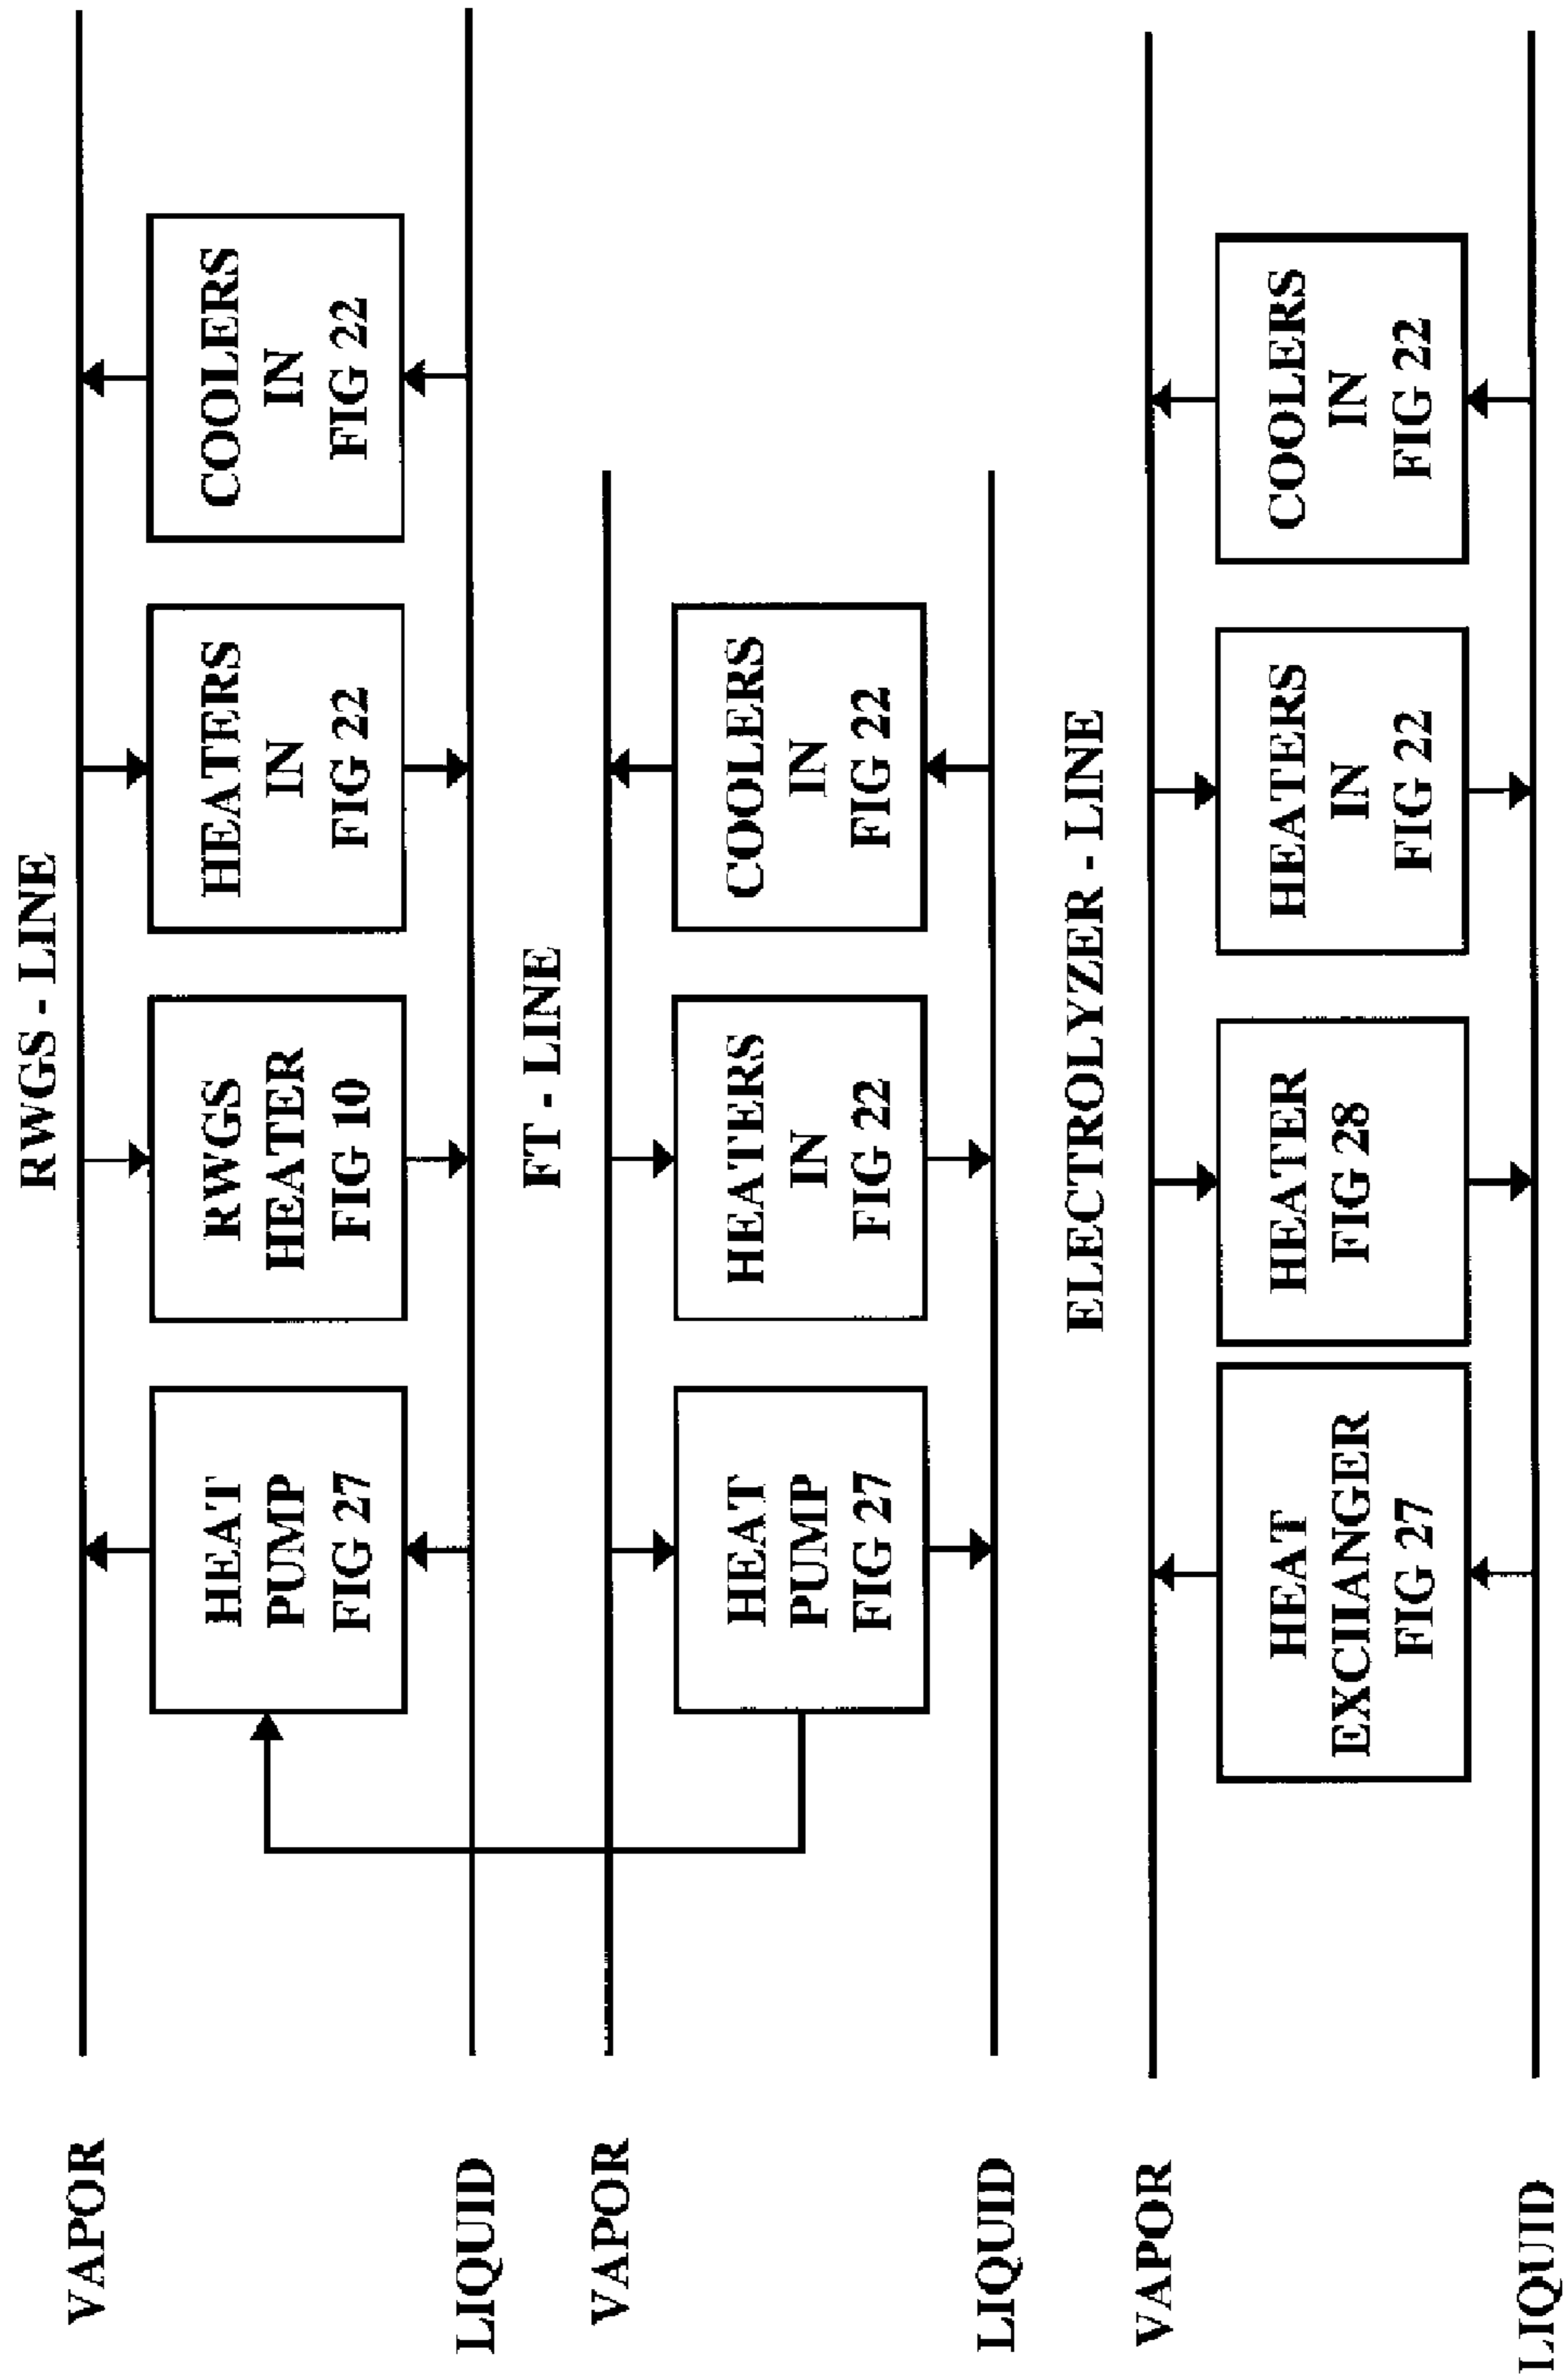 RWGS - LINE
VAPOR
HEAT
PUMP
FIG 27
RWGS
HEATER
FIG 10
HEATERS
IN
FIG 22
COOLERS
IN
FIG 22
LIQUID
FT - LINE
VAPOR
HEAT
PUMP
FIG 27
HEATERS
IN
FIG 22
COOLERS
IN
FIG 22
LIQUID
ELECTROLYZER - LINE
VAPOR
HEAT
EXCHANGER
FIG 27
HEATER
FIG 28
HEATERS
IN
FIG 22
COOLERS
IN
FIG 22
LIQUID